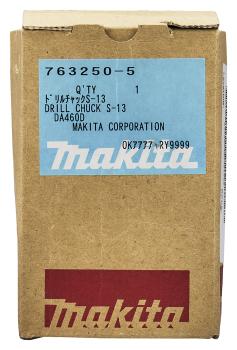 763250-5
Q'TY 1
ドリルチャックS-13
DRILL CHUCK S-13
DA460D
MAKITA CORPORATION
makita
OK7777 RY9999
makita